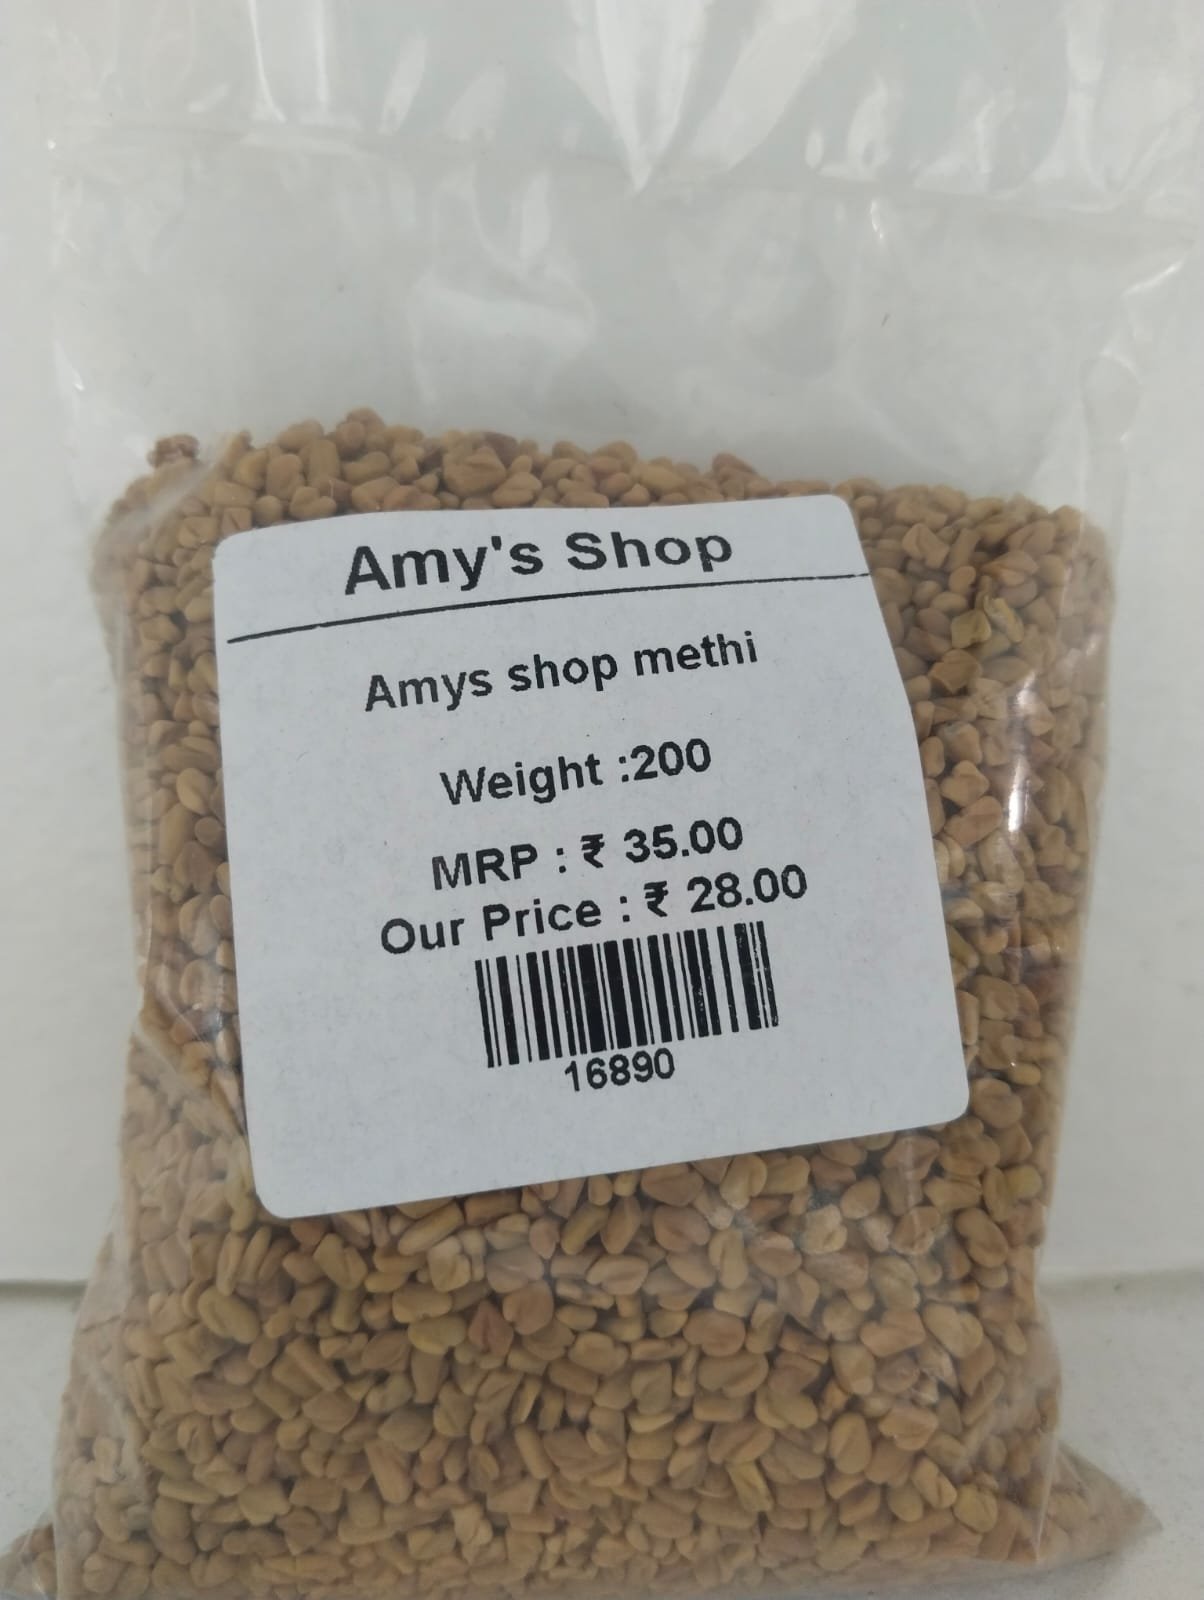 Amy's Shop
Amys shop methi
Weight :200
MRP : ₹ 35.00
Our Price : ₹ 28.00
16890